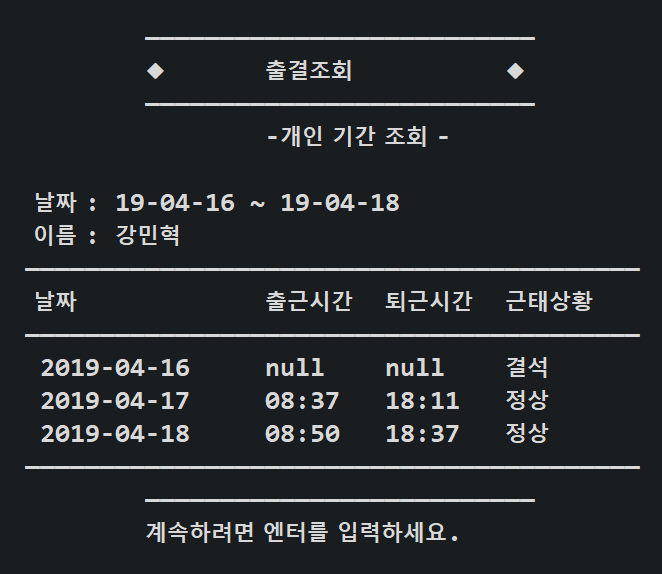 ◆ 출결조회 ◆
-개인 기간 조회 -
날짜 : 19-04-16 ~ 19-04-18
이름 : 강민혁
날짜 출근시간 퇴근시간 근태상황
2019-04-16 null null 결석
2019-04-17 08:37 18:11 정상
2019-04-18 08:50 18:37 정상
계속하려면 엔터를 입력하세요.